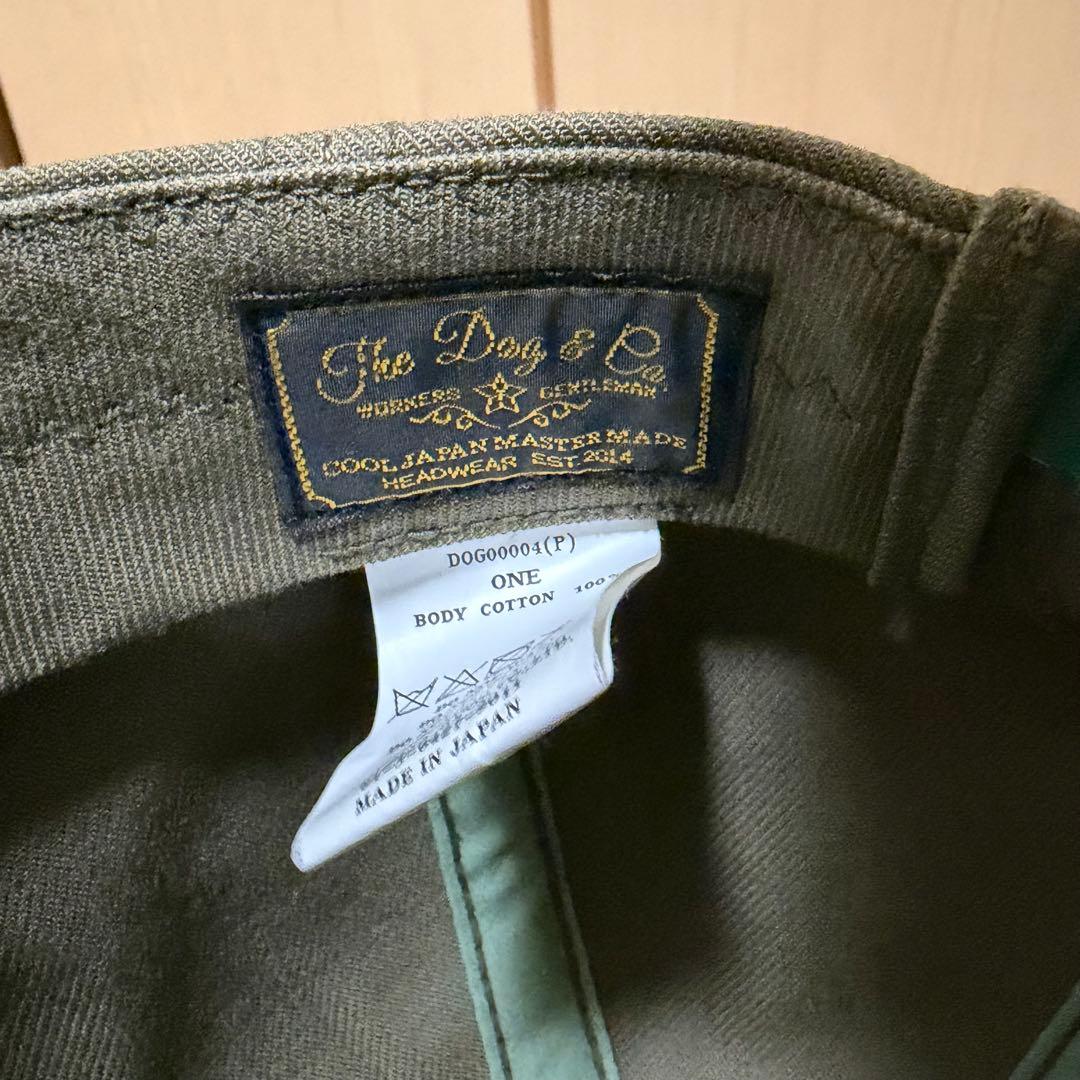 The Dog & Co.
WORKERS GENTLEMAN
COOL JAPAN MASTER MADE
HEADWEAR EST 2014
DOG00004(P)
ONE
BODY COTTON 100%
MADE IN JAPAN